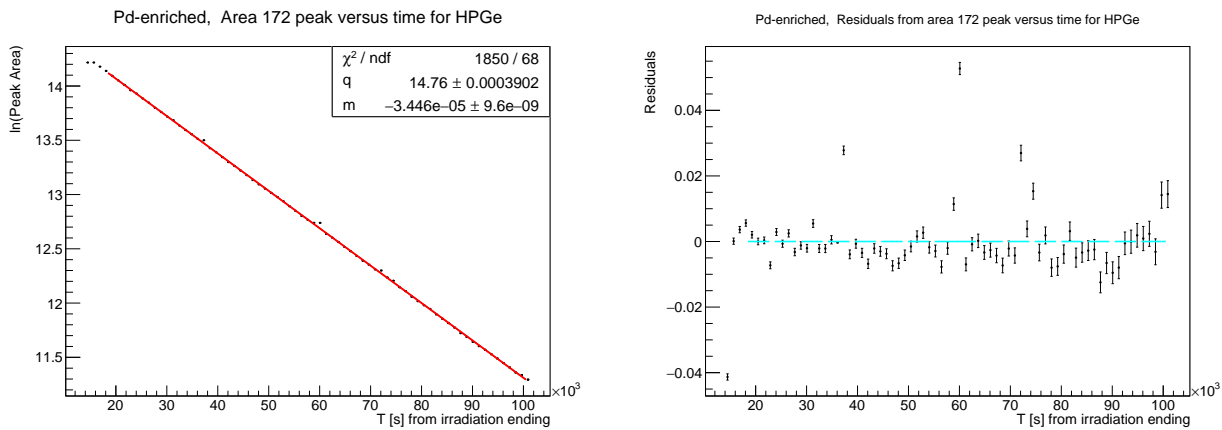 Pd-enriched, Area 172 peak versus time for HPGe
ln(Peak Area)
χ² / ndf 1850 / 68
q 14.76 ± 0.0003902
m −3.446e−05 ± 9.6e−09
14
13.5
13
12.5
12
11.5
20 30 40 50 60 70 80 90 100
×10³
T [s] from irradiation ending
Pd-enriched, Residuals from area 172 peak versus time for HPGe
Residuals
0.04
0.02
0
−0.02
−0.04
20 30 40 50 60 70 80 90 100
×10³
T [s] from irradiation ending